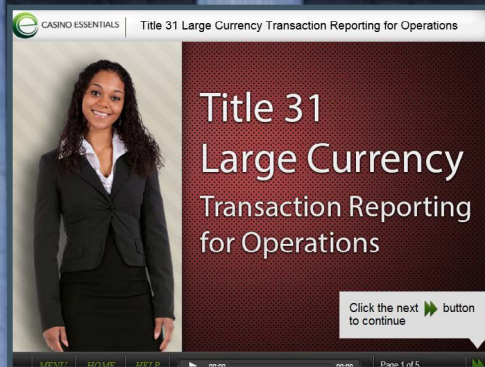 CASINO ESSENTIALS
Title 31 Large Currency Transaction Reporting for Operations
Title 31
Large Currency
Transaction Reporting
for Operations
Click the next button
to continue
MENU HOME HELP 00:00 00:00 Page 1 of 5